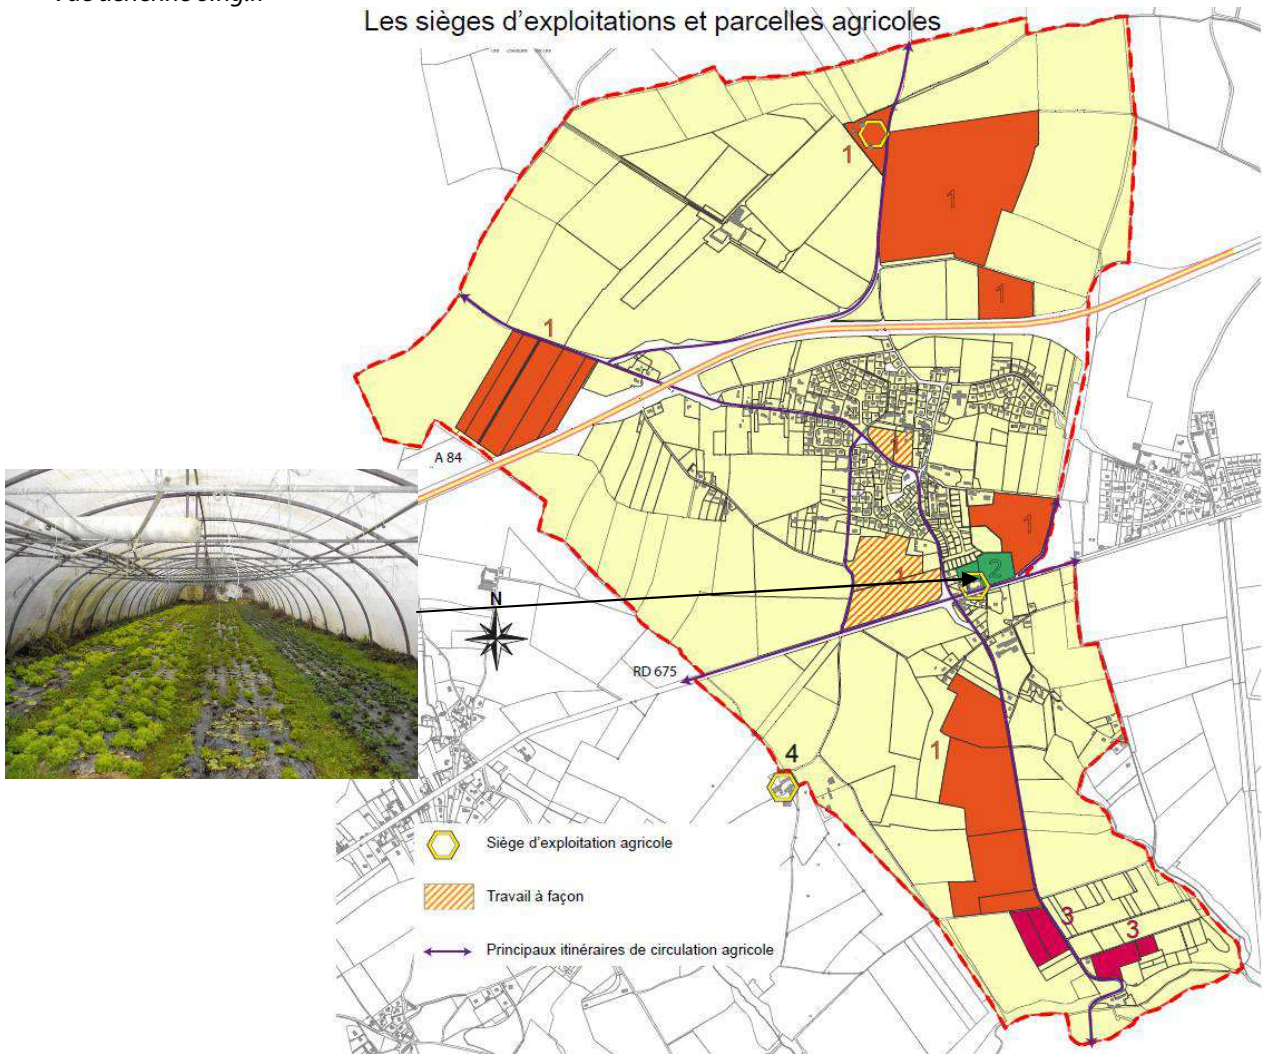 Les sièges d'exploitations et parcelles agricoles
1
1
1
1
1
1
A 84
2
1
N
RD 675
1
4
Siège d'exploitation agricole
Travail à façon
3
3
Principaux itinéraires de circulation agricole